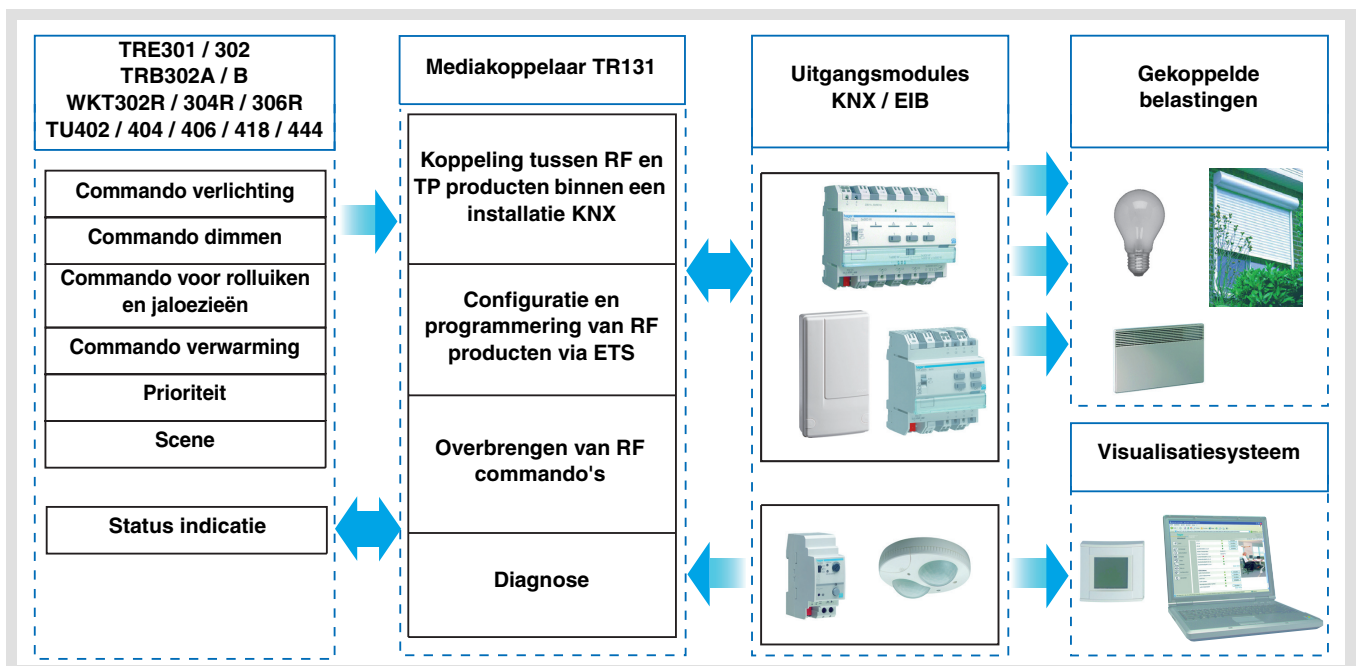 TRE301 / 302
TRB302A / B
WKT302R / 304R / 306R
TU402 / 404 / 406 / 418 / 444
Commando verlichting
Commando dimmen
Commando voor rolluiken
en jaloezieën
Commando verwarming
Prioriteit
Scene
Status indicatie
Mediakoppelaar TR131
Koppeling tussen RF en
TP producten binnen een
installatie KNX
Configuratie en
programmering van RF
producten via ETS
Overbrengen van RF
commando's
Diagnose
Uitgangsmodules
KNX / EIB
Gekoppelde
belastingen
Visualisatiesysteem